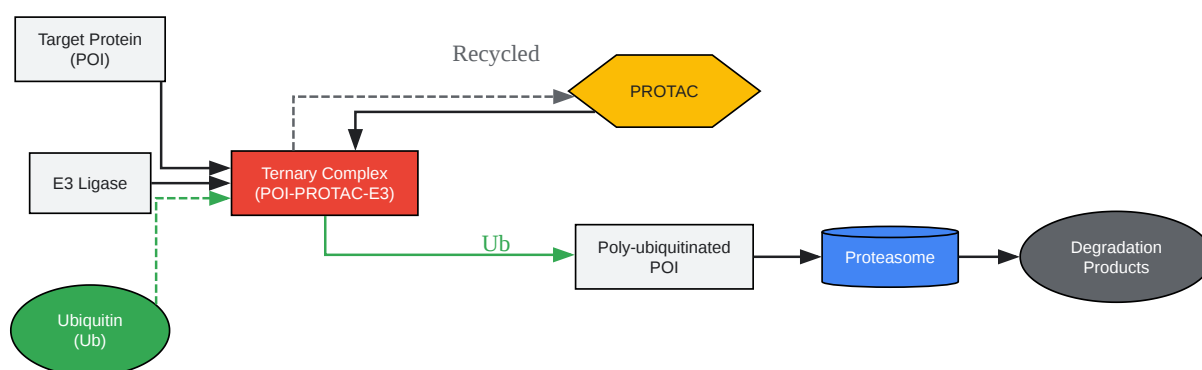 Target Protein
(POI)
Recycled
PROTAC
E3 Ligase
Ternary Complex
(POI-PROTAC-E3)
Ub
Poly-ubiquitinated
POI
Proteasome
Degradation
Products
Ubiquitin
(Ub)